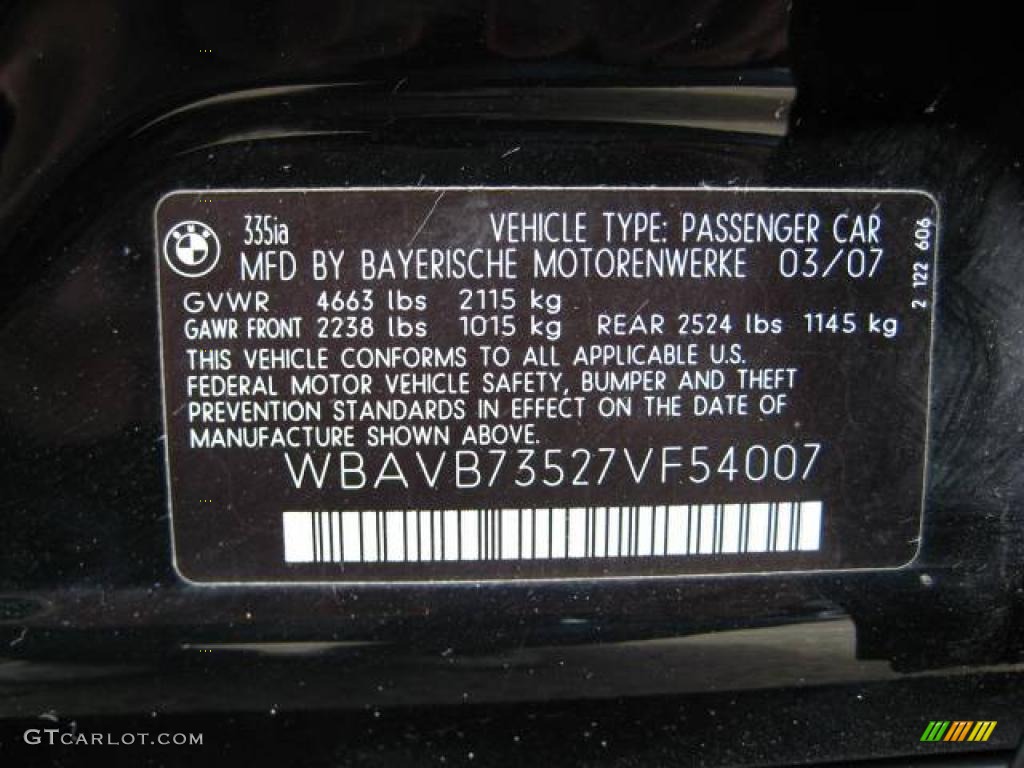 335ia VEHICLE TYPE: PASSENGER CAR
MFD BY BAYERISCHE MOTORENWERKE 03/07
GVWR 4663 lbs 2115 kg
GAWR FRONT 2238 lbs 1015 kg REAR 2524 lbs 1145 kg
THIS VEHICLE CONFORMS TO ALL APPLICABLE U.S.
FEDERAL MOTOR VEHICLE SAFETY, BUMPER AND THEFT
PREVENTION STANDARDS IN EFFECT ON THE DATE OF
MANUFACTURE SHOWN ABOVE.
WBAVB73527VF54007
2 122 606
BMW
GTCARLOT.COM